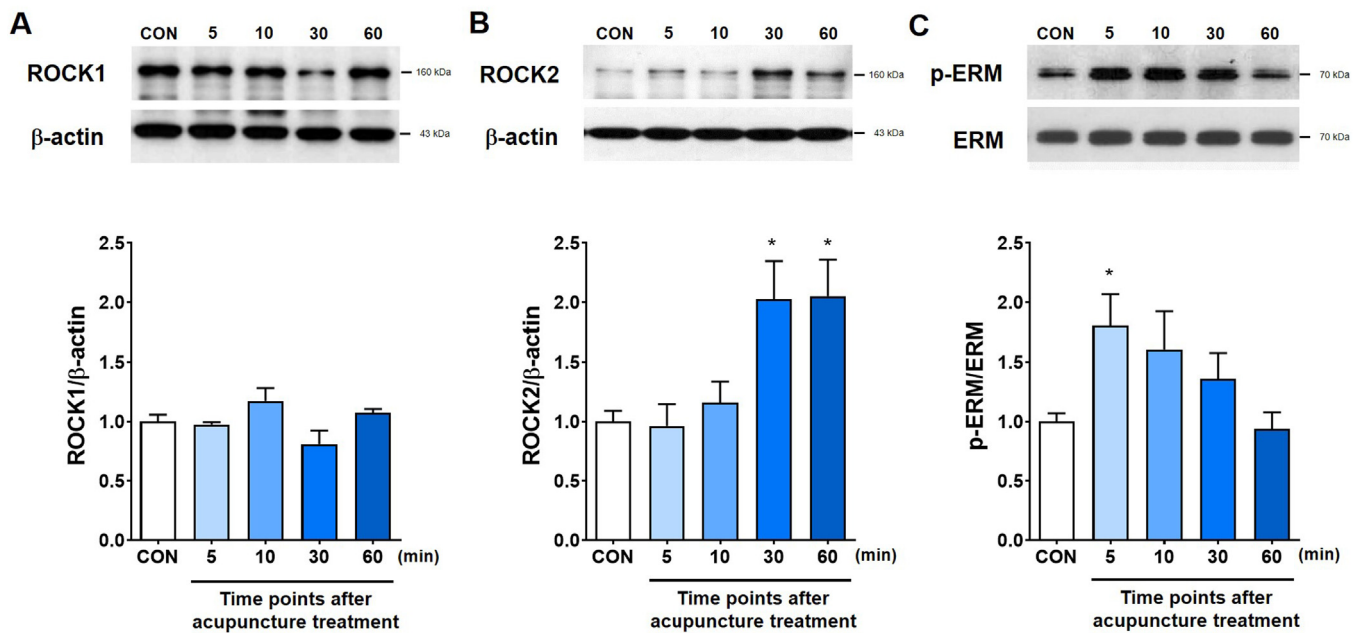 A
CON 5 10 30 60
ROCK1
160 kDa
β-actin
43 kDa
2.5
2.0
1.5
1.0
0.5
0.0
ROCK1/β-actin
CON 5 10 30 60 (min)
Time points after
acupuncture treatment
B
CON 5 10 30 60
ROCK2
160 kDa
β-actin
43 kDa
2.5
2.0
1.5
1.0
0.5
0.0
ROCK2/β-actin
* *
CON 5 10 30 60 (min)
Time points after
acupuncture treatment
C
CON 5 10 30 60
p-ERM
70 kDa
ERM
70 kDa
2.5
2.0
1.5
1.0
0.5
0.0
p-ERM/ERM
*
CON 5 10 30 60 (min)
Time points after
acupuncture treatment